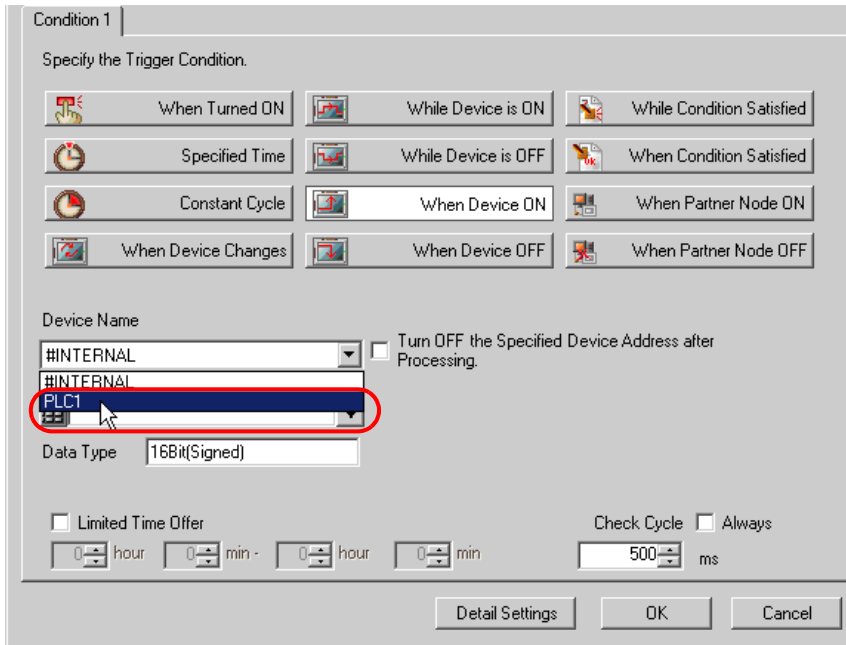 Condition 1
Specify the Trigger Condition.
When Turned ON
While Device is ON
While Condition Satisfied
Specified Time
While Device is OFF
When Condition Satisfied
Constant Cycle
When Device ON
When Partner Node ON
When Device Changes
When Device OFF
When Partner Node OFF
Device Name
#INTERNAL
Turn OFF the Specified Device Address after
Processing.
#INTERNAL
PLC1
Data Type 16Bit(Signed)
Limited Time Offer
Check Cycle Always
0 hour 0 min - 0 hour 0 min
500 ms
Detail Settings OK Cancel